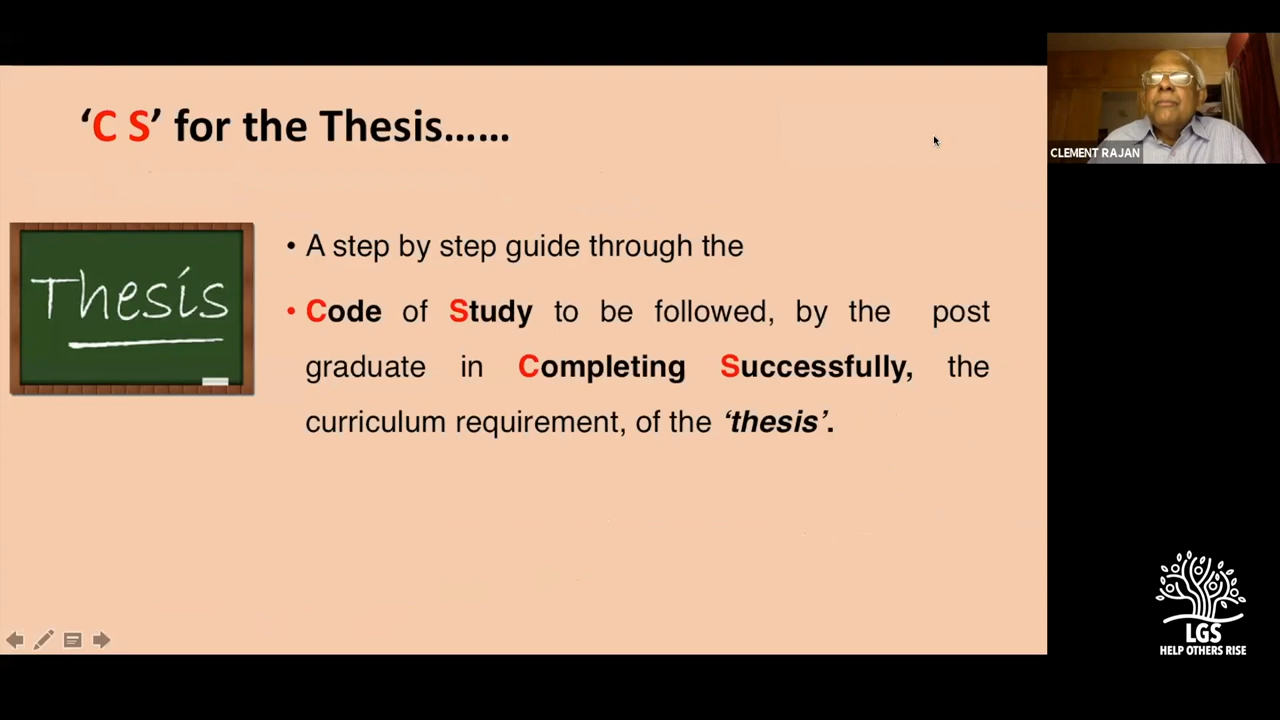 ‘C S’ for the Thesis......
CLEMENT RAJAN
Thesis
• A step by step guide through the
• Code of Study to be followed, by the post
graduate in Completing Successfully, the
curriculum requirement, of the ‘thesis’.
LGS
HELP OTHERS RISE